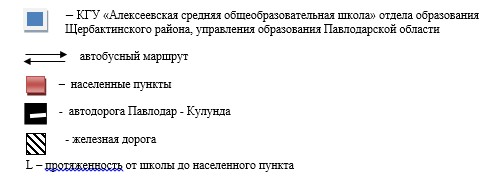 – КГУ «Алексеевская средняя общеобразовательная школа» отдела образования
Щербактинского района, управления образования Павлодарской области
автобусный маршрут
– населенные пункты
- автодорога Павлодар - Кулунда
- железная дорога
L – протяженность от школы до населенного пункта